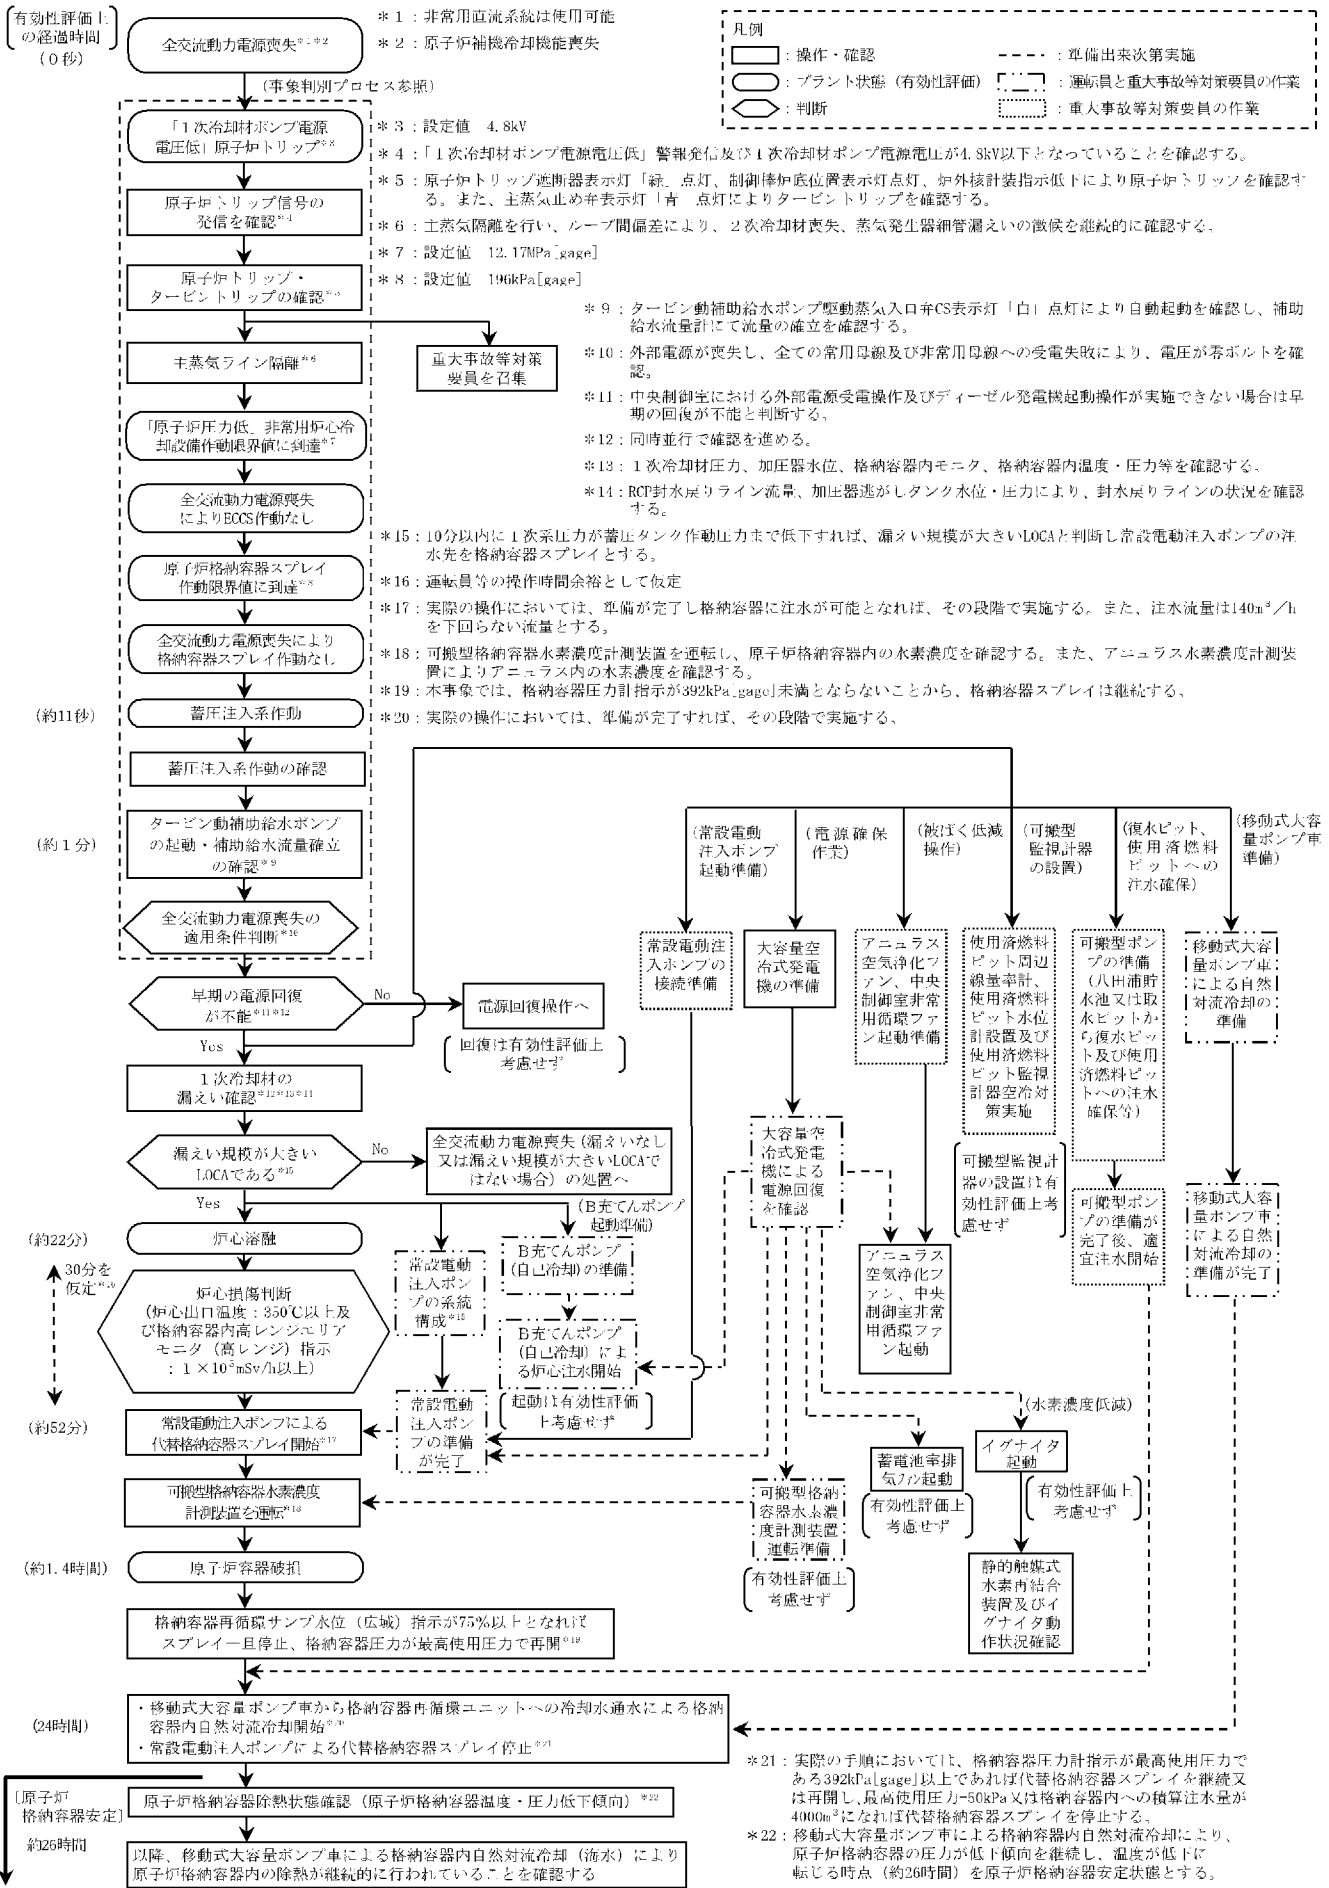 有効性評価上
の経過時間
(0秒)
全交流動力電源喪失*1*2
(事象判別プロセス参照)
*1：非常用直流系統は使用可能
*2：原子炉補機冷却機能喪失
凡例
：操作・確認
：プラント状態（有効性評価）
：判断
：準備出来次第実施
：運転員と重大事故等対策要員の作業
：重大事故等対策要員の作業
「1次冷却材ポンプ電源
電圧低」原子炉トリップ*3
原子炉トリップ信号の
発信を確認*4
原子炉トリップ・
タービントリップの確認*5
主蒸気ライン隔離*6
重大事故等対策
要員を召集
「原子炉圧力低」非常用炉心冷
却設備作動限界値に到達*7
全交流動力電源喪失
によりECCS作動なし
原子炉格納容器スプレイ
作動限界値に到達*8
全交流動力電源喪失により
格納容器スプレイ作動なし
(約11秒)
蓄圧注入系作動
蓄圧注入系作動の確認
(約1分)
タービン動補助給水ポンプ
の起動・補助給水流量確立
の確認*9
全交流動力電源喪失の
適用条件判断*10
*3：設定値 4.8kV
*4：「1次冷却材ポンプ電源電圧低」警報発信及び1次冷却材ポンプ電源電圧が4.8kV以下となっていることを確認する。
*5：原子炉トリップ遮断器表示灯「緑」点灯、制御棒炉底位置表示灯点灯、炉外核計装指示低下により原子炉トリップを確認す
る。また、主蒸気止め弁表示灯「青」点灯によりタービントリップを確認する。
*6：主蒸気隔離を行い、ループ間偏差により、2次冷却材喪失、蒸気発生器細管漏えいの徴候を継続的に確認する。
*7：設定値 12.17MPa[gage]
*8：設定値 196kPa[gage]
*9：タービン動補助給水ポンプ駆動蒸気入口弁CS表示灯「白」点灯により自動起動を確認し、補助
給水流量計にて流量の確立を確認する。
*10：外部電源が喪失し、全ての常用母線及び非常用母線への受電失敗により、電圧が零ボルトを確
認。
*11：中央制御室における外部電源受電操作及びディーゼル発電機起動操作が実施できない場合は早
期の回復が不能と判断する。
*12：同時並行で確認を進める。
*13：1次冷却材圧力、加圧器水位、格納容器内モニタ、格納容器内温度・圧力等を確認する。
*14：RCP封水戻りライン流量、加圧器逃がしタンク水位・圧力により、封水戻りラインの状況を確認
する。
*15：10分以内に1次系圧力が蓄圧タンク作動圧力まで低下すれば、漏えい規模が大きいLOCAと判断し常設電動注入ポンプの注
水先を格納容器スプレイとする。
*16：運転員等の操作時間余裕として仮定
*17：実際の操作においては、準備が完了し格納容器に注水が可能となれば、その段階で実施する。また、注水流量は140m³／h
を下回らない流量とする。
*18：可搬型格納容器水素濃度計測装置を運転し、原子炉格納容器内の水素濃度を確認する。また、アニュラス水素濃度計測装
置によりアニュラス内の水素濃度を確認する。
*19：本事象では、格納容器圧力計指示が392kPa[gage]未満とならないことから、格納容器スプレイは継続する。
*20：実際の操作においては、準備が完了すれば、その段階で実施する。
早期の電源回復
が不能*11*12
No
電源回復操作へ
回復は有効性評価上
考慮せず
Yes
1次冷却材の
漏えい確認*12*13*14
漏えい規模が大きい
LOCAである*15
No
全交流動力電源喪失（漏えいなし
又は漏えい規模が大きいLOCAで
はない場合）の処置へ
Yes
(約22分)
炉心溶融
30分を
仮定*16
炉心損傷判断
(炉心出口温度：350℃以上及
び格納容器内高レンジエリア
モニタ（高レンジ）指示
：1×10⁵mSv/h以上)
(約52分)
常設電動注入ポンプによる
代替格納容器スプレイ開始*17
可搬型格納容器水素濃度
計測装置を運転*18
(約1.4時間)
原子炉容器破損
格納容器再循環サンプ水位（広域）指示が75%以上となれば
スプレイ一旦停止、格納容器圧力が最高使用圧力で再開*19
(24時間)
・移動式大容量ポンプ車から格納容器再循環ユニットへの冷却水通水による格納
容器内自然対流冷却開始*20
・常設電動注入ポンプによる代替格納容器スプレイ停止*21
原子炉
格納容器安定
約26時間
原子炉格納容器除熱状態確認（原子炉格納容器温度・圧力低下傾向）*22
以降、移動式大容量ポンプ車による格納容器内自然対流冷却（海水）により
原子炉格納容器内の除熱が継続的に行われていることを確認する
常設電動
注入ポンプの系統
構成*15
常設電動
注入ポン
プの準備
が完了
(B充てんポンプ
起動準備)
B充てんポンプ
(自己冷却)の準備
B充てんポンプ
(自己冷却)によ
る炉心注水開始
起動は有効性評価
上考慮せず
(常設電動
注入ポンプ
起動準備)
常設電動注
入ポンプの
接続準備
(電源確保
作業)
大容量空
冷式発電
機の準備
大容量空
冷式発電
機による
電源回復
を確認
(被ばく低減
操作)
アニュラス
空気浄化フ
ァン、中央
制御室非常
用循環ファ
ン起動準備
アニュラス
空気浄化フ
ァン、中央
制御室非常
用循環ファ
ン起動
(可搬型
監視計器
の設置)
使用済燃料
ピット周辺
線量率計、
使用済燃料
ピット水位
計設置及び
使用済燃料
ピット監視
計器空冷対
策実施
可搬型監視計
器の設置は有
効性評価上考
慮せず
(復水ピット、
使用済燃料
ピットへの
注水確保)
可搬型ポン
プの準備
(八田浦貯
水池又は取
水ピットか
ら復水ピッ
ト及び使用
済燃料ピッ
トへの注水
確保等)
可搬型ポン
プの準備が
完了後、適
宜注水開始
(移動式大容
量ポンプ車
準備)
移動式大容
量ポンプ車
による自然
対流冷却の
準備
移動式大容
量ポンプ車
による自然
対流冷却の
準備が完了
可搬型格納
容器水素濃
度計測装置
運転準備
有効性評価上
考慮せず
蓄電池室排
気ﾌｧﾝ起動
有効性評価上
考慮せず
(水素濃度低減)
イグナイタ
起動
有効性評価上
考慮せず
静的触媒式
水素再結合
装置及びイ
グナイタ動
作状況確認
*21：実際の手順においては、格納容器圧力計指示が最高使用圧力で
ある392kPa[gage]以上であれば代替格納容器スプレイを継続又
は再開し、最高使用圧力-50kPa又は格納容器内への積算注水量が
4000m³になれば代替格納容器スプレイを停止する。
*22：移動式大容量ポンプ車による格納容器内自然対流冷却により、
原子炉格納容器の圧力が低下傾向を継続し、温度が低下に
転じる時点（約26時間）を原子炉格納容器安定状態とする。